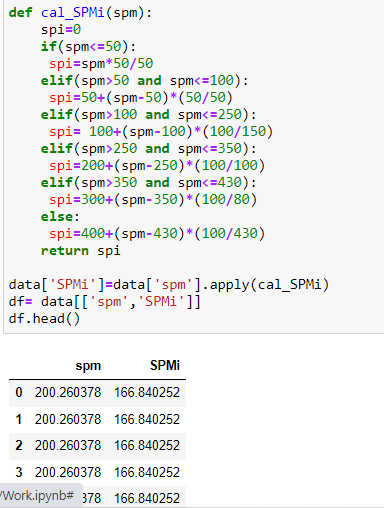 def cal_SPMi(spm):
    spi=0
    if(spm<=50):
     spi=spm*50/50
    elif(spm>50 and spm<=100):
     spi=50+(spm-50)*(50/50)
    elif(spm>100 and spm<=250):
     spi= 100+(spm-100)*(100/150)
    elif(spm>250 and spm<=350):
     spi=200+(spm-250)*(100/100)
    elif(spm>350 and spm<=430):
     spi=300+(spm-350)*(100/80)
    else:
     spi=400+(spm-430)*(100/430)
    return spi
data['SPMi']=data['spm'].apply(cal_SPMi)
df= data[['spm','SPMi']]
df.head()
spm SPMi
0 200.260378 166.840252
1 200.260378 166.840252
2 200.260378 166.840252
3 200.260378 166.840252
/Work.ipynb# 378 166.840252